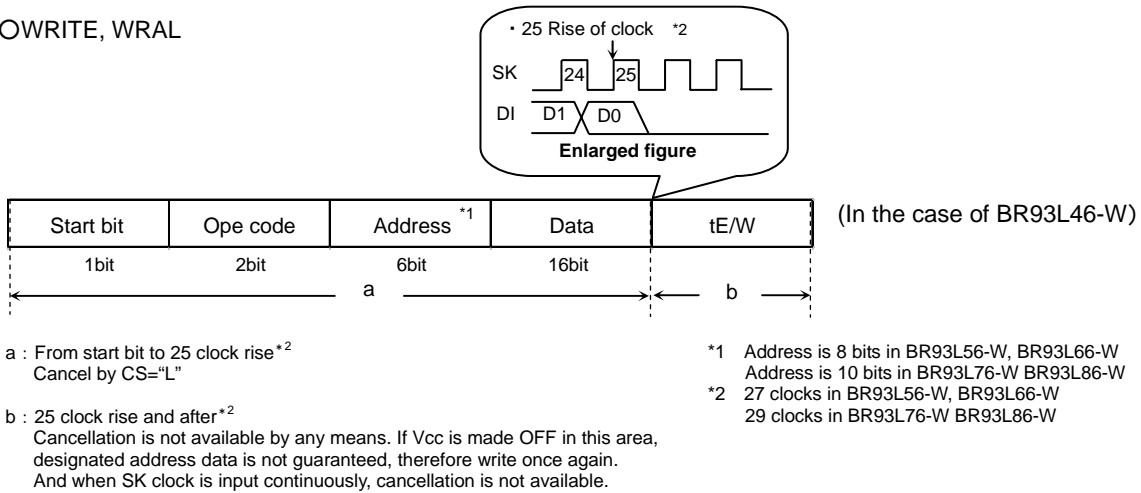 ○WRITE, WRAL
・25 Rise of clock *2
SK 24 25
DI D1 D0
Enlarged figure
Start bit Ope code Address *1 Data tE/W (In the case of BR93L46-W)
1bit 2bit 6bit 16bit
a b
a : From start bit to 25 clock rise*2
Cancel by CS="L"
b : 25 clock rise and after*2
Cancellation is not available by any means. If Vcc is made OFF in this area,
designated address data is not guaranteed, therefore write once again.
And when SK clock is input continuously, cancellation is not available.
*1 Address is 8 bits in BR93L56-W, BR93L66-W
Address is 10 bits in BR93L76-W BR93L86-W
*2 27 clocks in BR93L56-W, BR93L66-W
29 clocks in BR93L76-W BR93L86-W